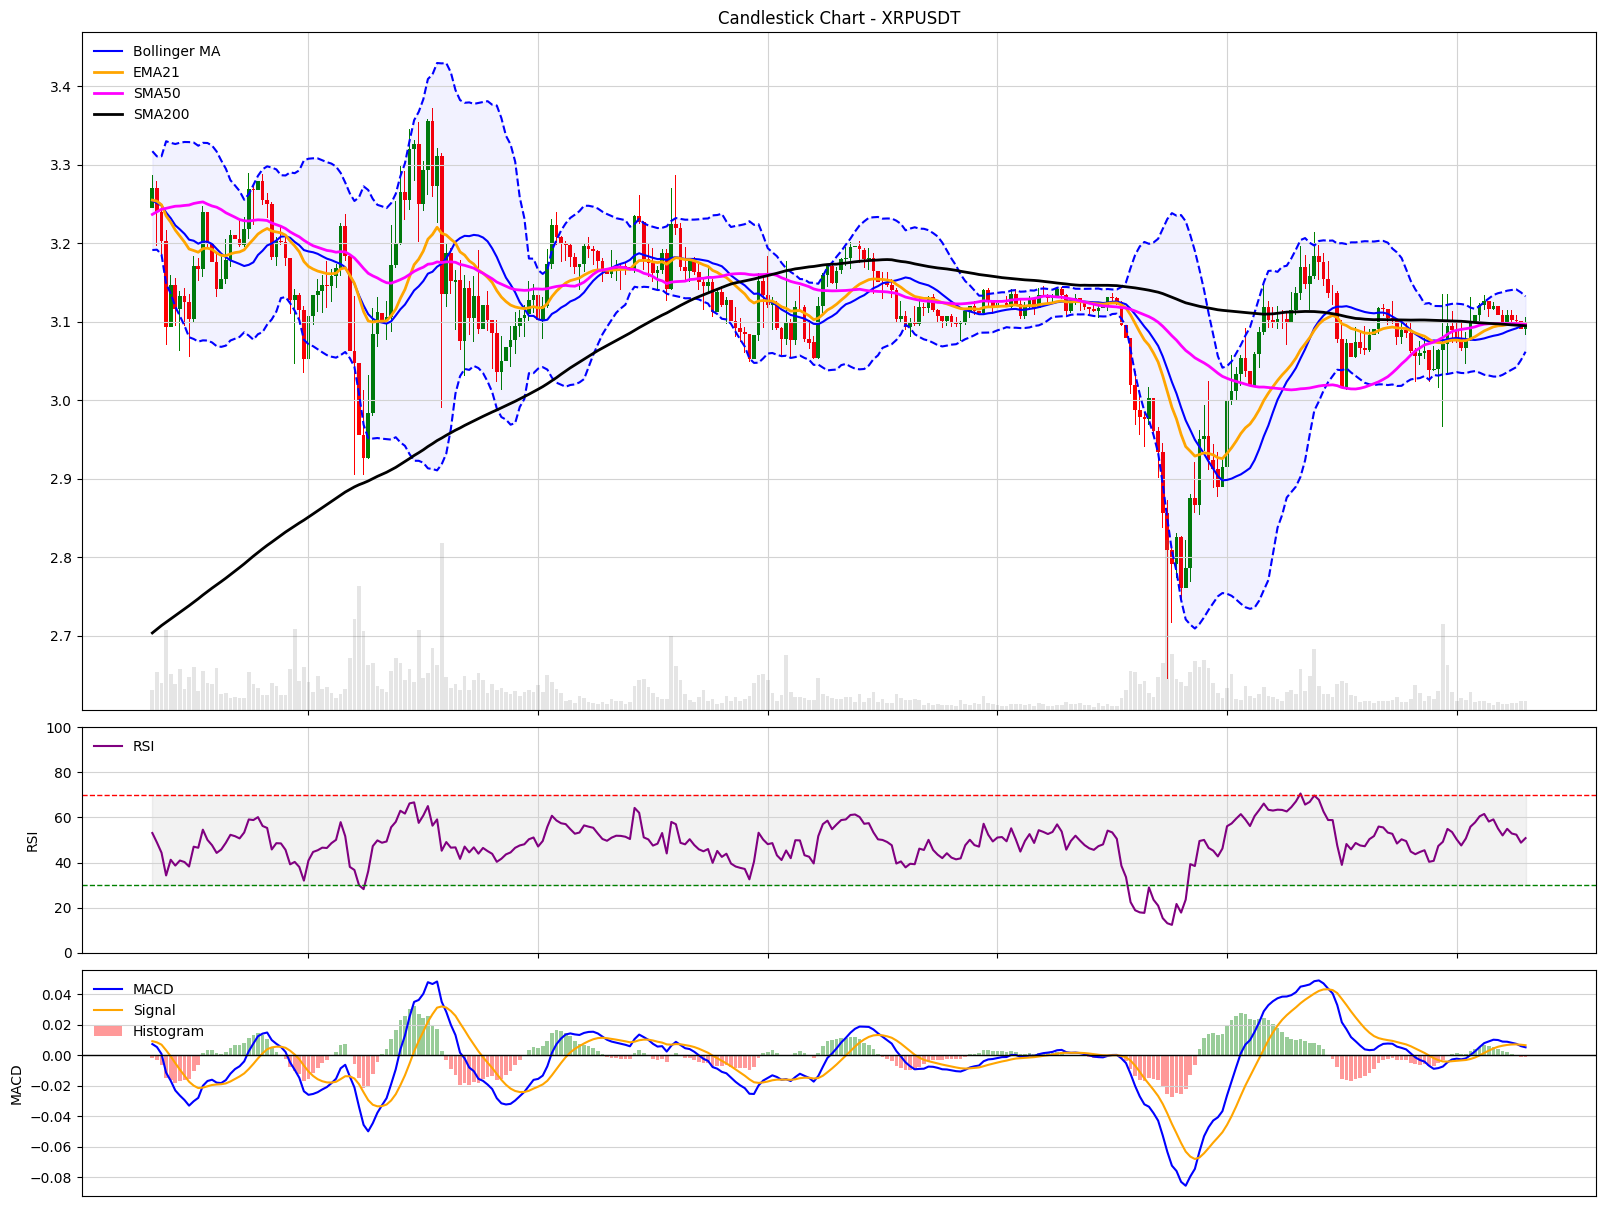 Candlestick Chart - XRPUSDT
Bollinger MA
EMA21
SMA50
SMA200
3.4
3.3
3.2
3.1
3.0
2.9
2.8
2.7
100
80
60
40
20
0
RSI
RSI
0.04
0.02
0.00
−0.02
−0.04
−0.06
−0.08
MACD
MACD
Signal
Histogram